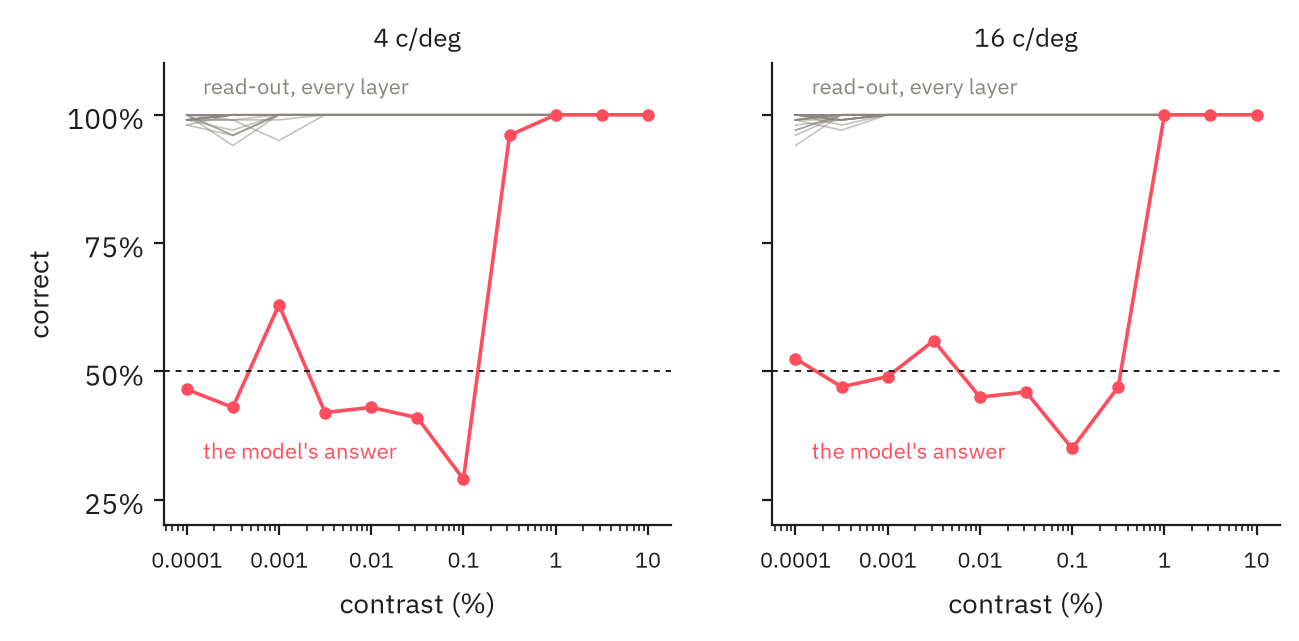 4 c/deg
16 c/deg
read-out, every layer
read-out, every layer
100%
75%
50%
25%
correct
the model's answer
the model's answer
0.0001 0.001 0.01 0.1 1 10
0.0001 0.001 0.01 0.1 1 10
contrast (%)
contrast (%)